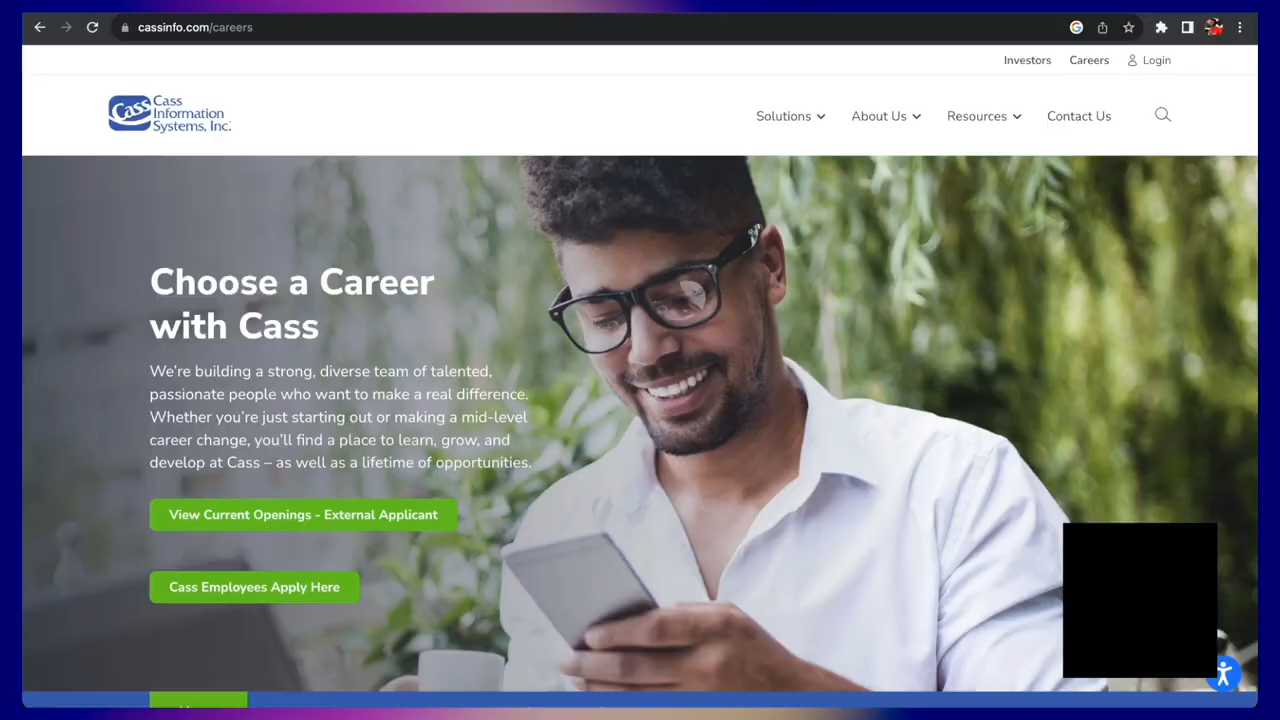 cassinfo.com/careers
Investors Careers Login
Cass
Cass
Information
Systems, Inc.
Solutions About Us Resources Contact Us
Choose a Career
with Cass
We're building a strong, diverse team of talented,
passionate people who want to make a real difference.
Whether you're just starting out or making a mid-level
career change, you'll find a place to learn, grow, and
develop at Cass – as well as a lifetime of opportunities.
View Current Openings - External Applicant
Cass Employees Apply Here